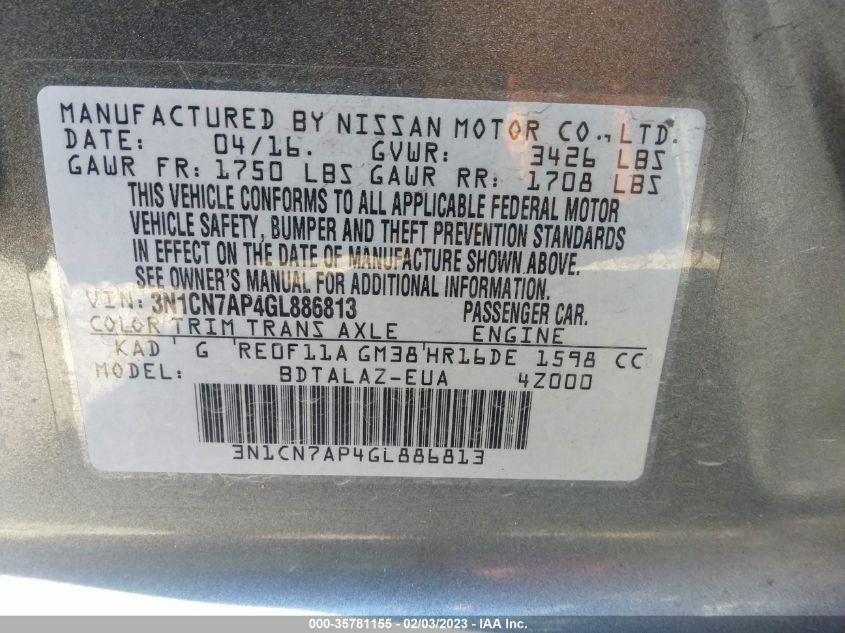 MANUFACTURED BY NISSAN MOTOR CO., LTD.
DATE: 04/16. GVWR: 3426 LBS
GAWR FR: 1750 LBS GAWR RR: 1708 LBS
THIS VEHICLE CONFORMS TO ALL APPLICABLE FEDERAL MOTOR
VEHICLE SAFETY, BUMPER AND THEFT PREVENTION STANDARDS
IN EFFECT ON THE DATE OF MANUFACTURE SHOWN ABOVE.
SEE OWNER'S MANUAL FOR ADDITIONAL INFORMATION.
VIN: 3N1CN7AP4GL886813 PASSENGER CAR.
COLOR TRIM TRANS AXLE ENGINE
KAD G RE0F11A GM38 HR16DE 1598 CC
MODEL: BDTALAZ-EUA 4Z000
3N1CN7AP4GL886813
000-35781155 - 02/03/2023 - IAA Inc.